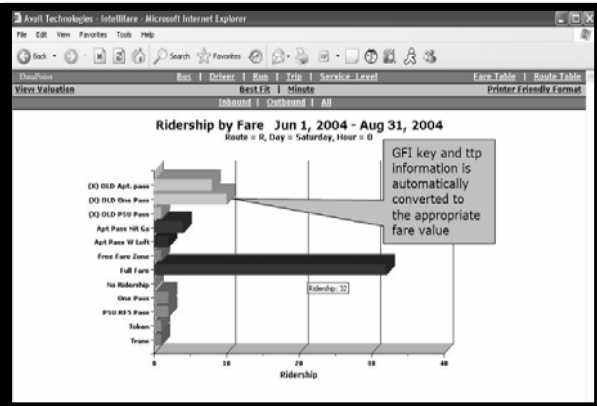 Avail Technologies - Intellifare - Microsoft Internet Explorer
File Edit View Favorites Tools Help
Back Search Favorites
DataPoint Bus | Driver | Run | Trip | Service Level Fare Table | Route Table
View Valuation Best Fit | Minute Printer Friendly Format
Inbound | Outbound | All
Ridership by Fare Jun 1, 2004 - Aug 31, 2004
Route = R, Day = Saturday, Hour = 0
GFI key and ttp
information is
automatically
converted to
the appropriate
fare value
(X) OLD Apt. pass
(X) OLD One Pass
(X) OLD PSU Pass
Apt Pass Nit Ga
Apt Pass W Loft
Free Fare Zone
Full Fare
No Ridership
Ridership: 32
One Pass
PSU RFS Pass
Token
Trans
0 10 20 30 40
Ridership